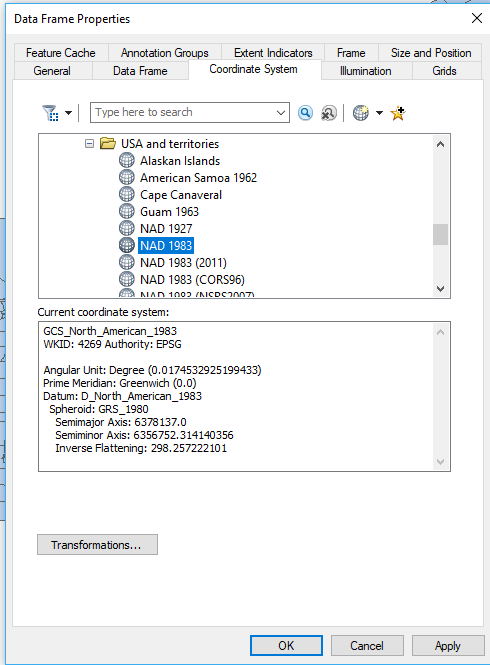 Data Frame Properties
Feature Cache Annotation Groups Extent Indicators Frame Size and Position
General Data Frame Coordinate System Illumination Grids
Type here to search
USA and territories
Alaskan Islands
American Samoa 1962
Cape Canaveral
Guam 1963
NAD 1927
NAD 1983
NAD 1983 (2011)
NAD 1983 (CORS96)
NAD 1983 (NSRS2007)
Current coordinate system:
GCS_North_American_1983
WKID: 4269 Authority: EPSG
Angular Unit: Degree (0.0174532925199433)
Prime Meridian: Greenwich (0.0)
Datum: D_North_American_1983
Spheroid: GRS_1980
Semimajor Axis: 6378137.0
Semiminor Axis: 6356752.314140356
Inverse Flattening: 298.257222101
Transformations...
OK Cancel Apply